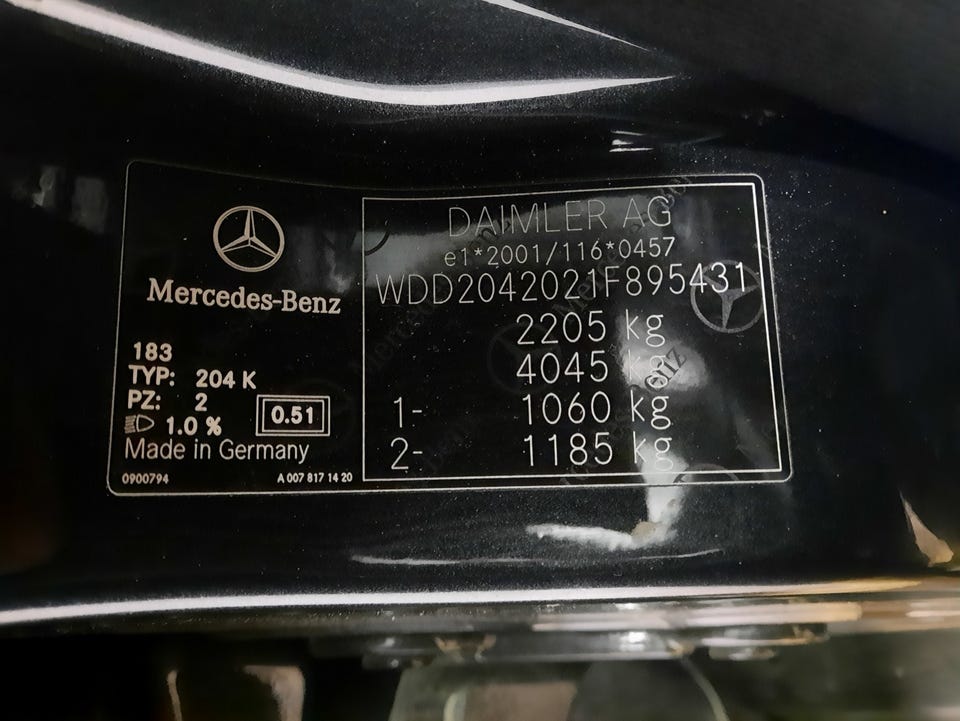 Mercedes-Benz
183
TYP: 204 K
PZ: 2
1.0 % 0.51
Made in Germany
0900794 A 007 817 14 20
DAIMLER AG
e1*2001/116*0457
WDD2042021F895431
2205 kg
4045 kg
1- 1060 kg
2- 1185 kg